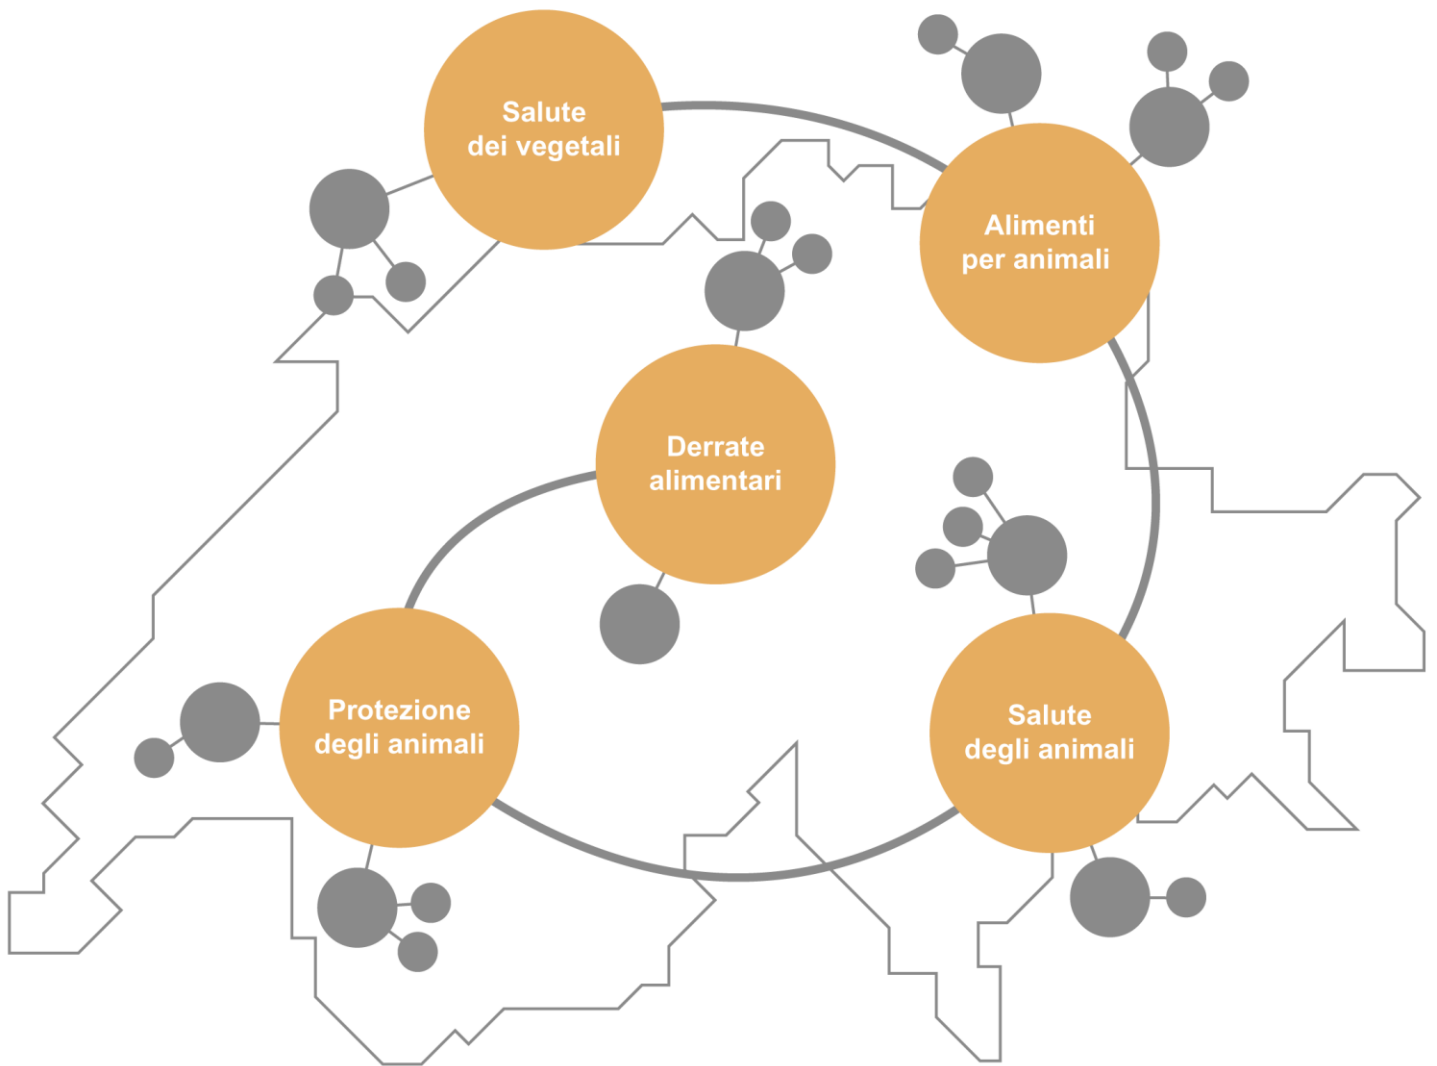 Salute
dei vegetali
Alimenti
per animali
Derrate
alimentari
Protezione
degli animali
Salute
degli animali